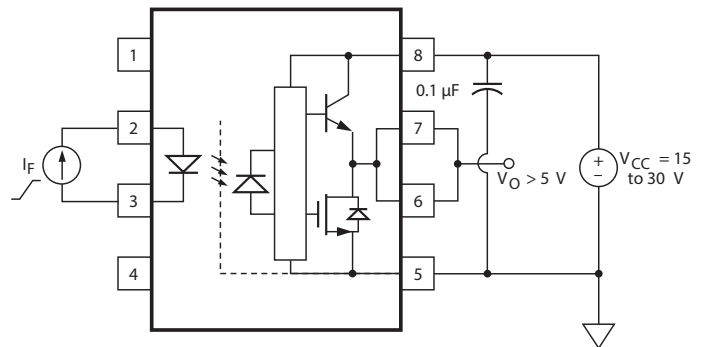 1
8
0.1 µF
2
7
I_F
V_O > 5 V
V_CC = 15
to 30 V
+
–
3
6
4
5